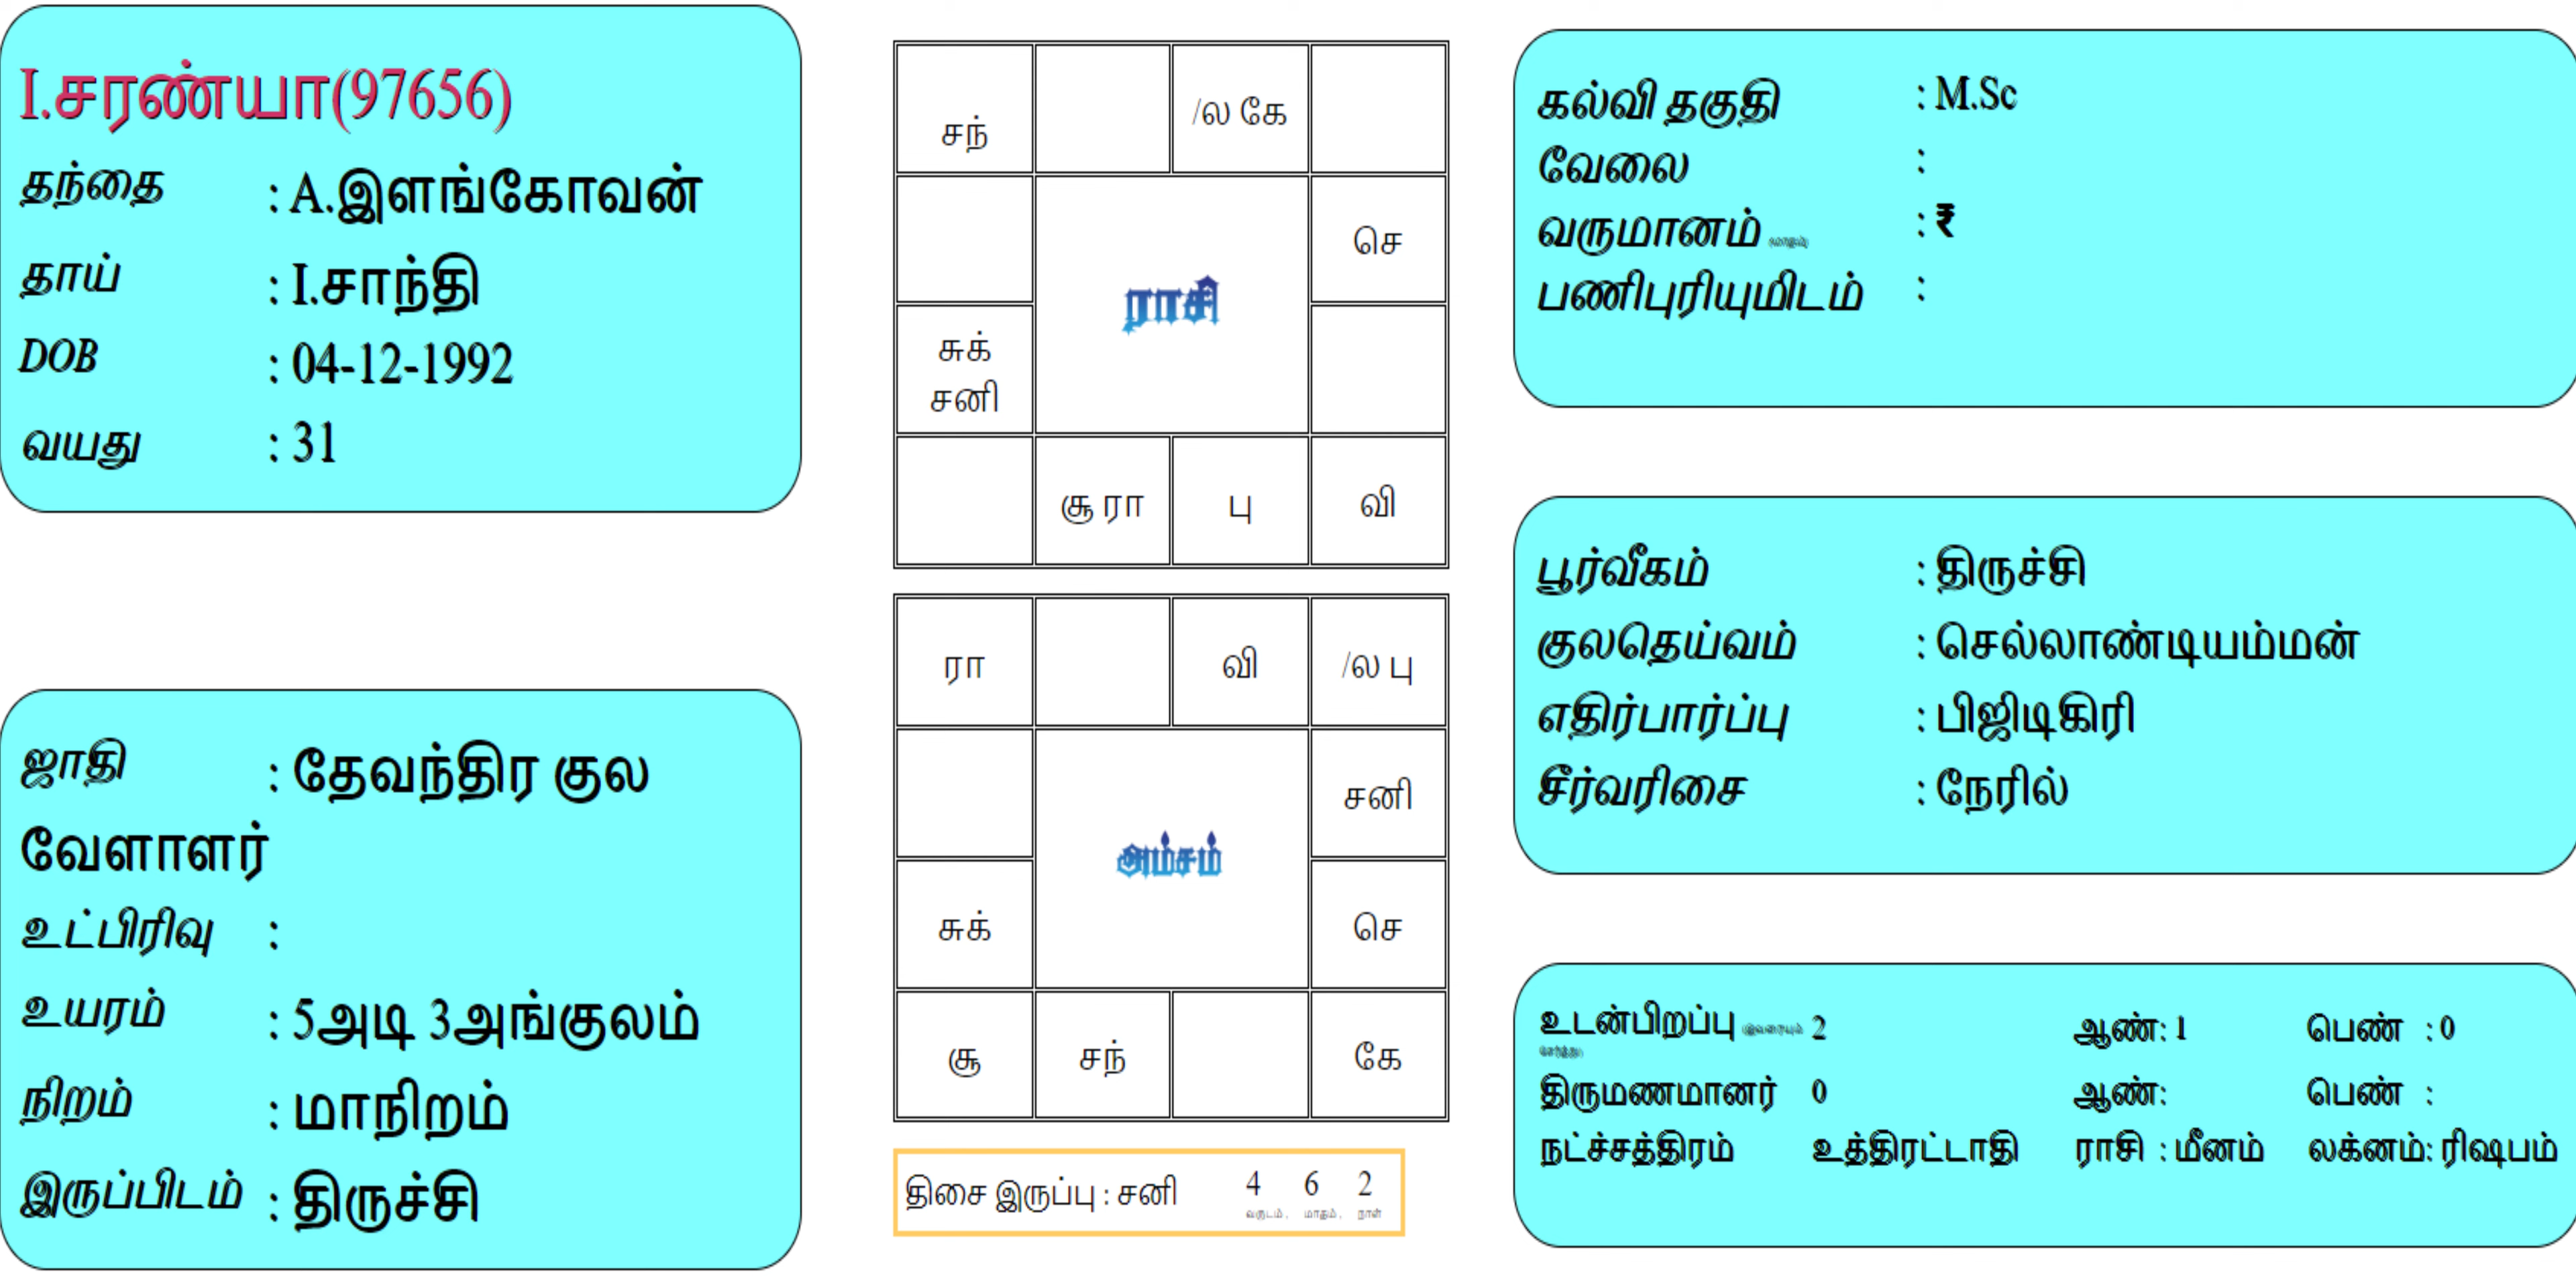 I.சரண்யா(97656)
தந்தை : A.இளங்கோவன்
தாய் : I.சாந்தி
DOB : 04-12-1992
வயது : 31
ஜாதி : தேவந்திர குல
வேளாளர்
உட்பிரிவு :
உயரம் : 5அடி 3அங்குலம்
நிறம் : மாநிறம்
இருப்பிடம் : திருச்சி
சந் /ல கே
செ
ராசி
சுக்
சனி
சூ ரா பு வி
ரா வி /ல பு
சனி
அம்சம்
சுக் செ
சூ சந் கே
திசை இருப்பு : சனி 4 6 2
வருடம், மாதம், நாள்
கல்வி தகுதி : M.Sc
வேலை :
வருமானம் : ₹
பணிபுரியுமிடம் :
பூர்வீகம் : திருச்சி
குலதெய்வம் : செல்லாண்டியம்மன்
எதிர்பார்ப்பு : பிஜிடிகிரி
சீர்வரிசை : நேரில்
உடன்பிறப்பு 2 ஆண்: 1 பெண் : 0
திருமணமானர் 0 ஆண்: பெண் :
நட்ச்சத்திரம் உத்திரட்டாதி ராசி : மீனம் லக்னம்: ரிஷபம்